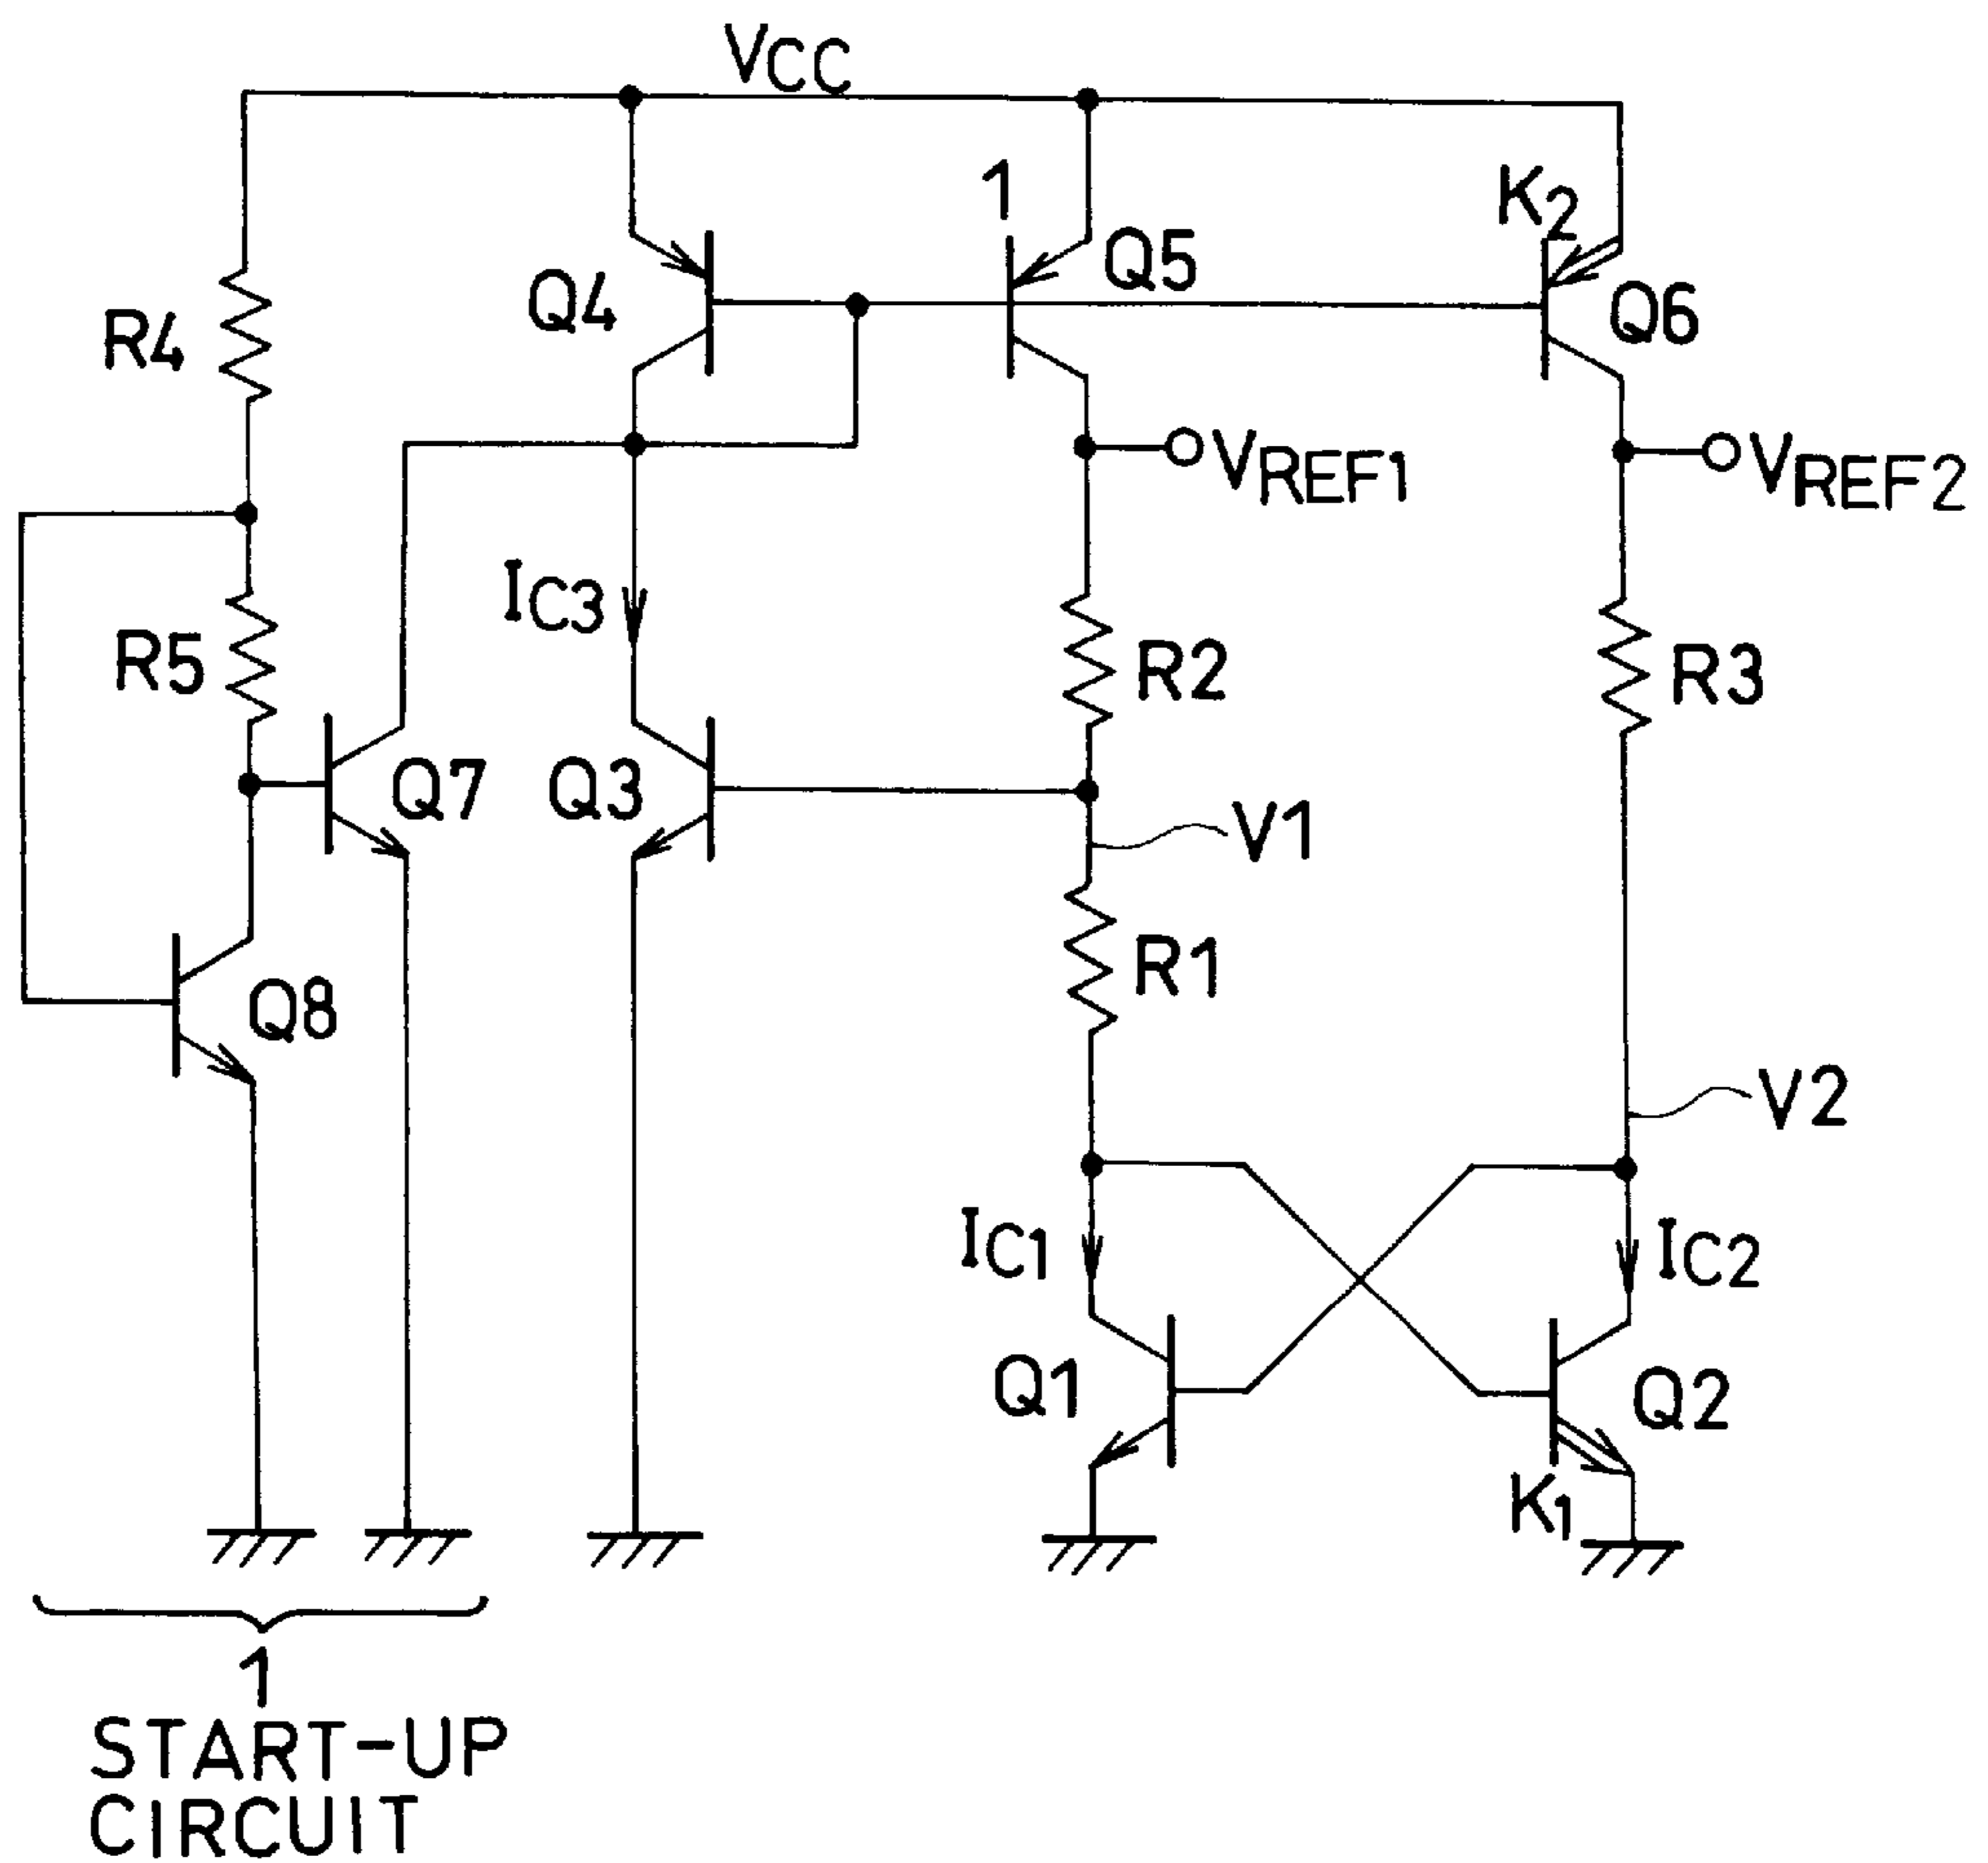 VCC
1
K2
Q4
Q5
Q6
R4
VREF1
VREF2
IC3
R5
R2
R3
Q7
Q3
V1
R1
Q8
V2
IC1
IC2
Q1
Q2
K1
1
START-UP
CIRCUIT